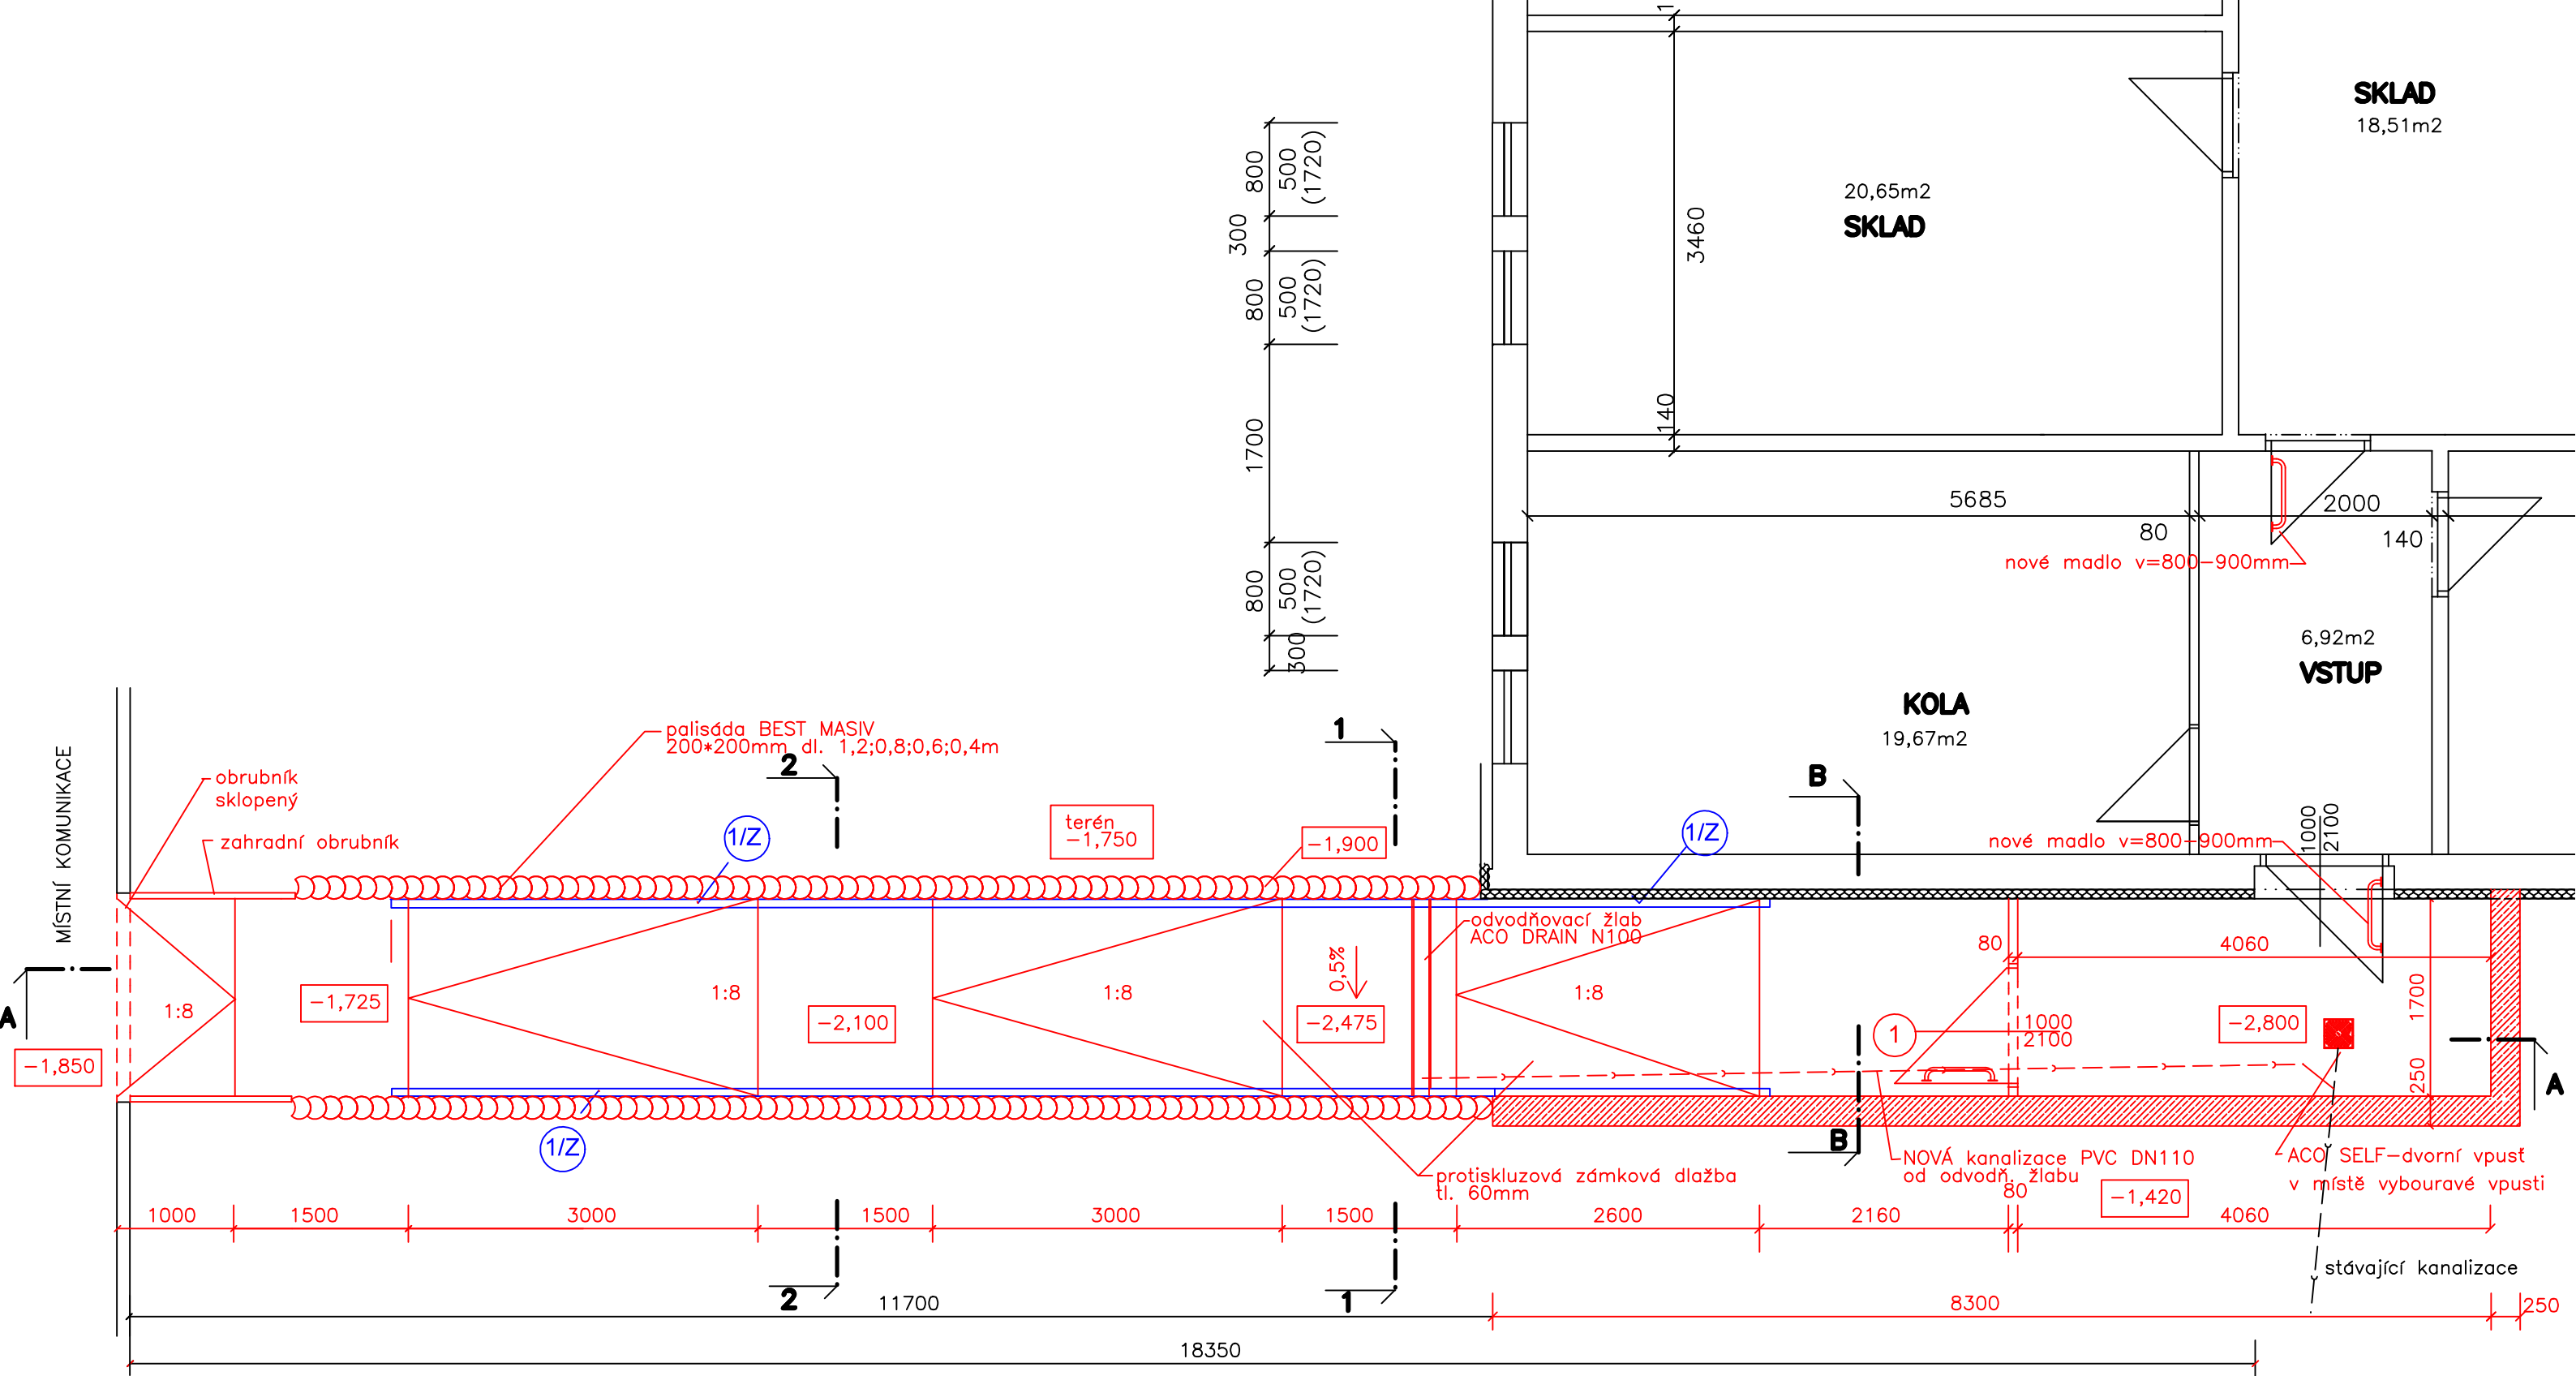 1
SKLAD
18,51m2
800
500
(1720)
20,65m2
SKLAD
300
3460
800
500
(1720)
140
1700
5685
2000
80
140
nové madlo v=800-900mm
800
500
(1720)
300
6,92m2
VSTUP
KOLA
19,67m2
palisáda BEST MASIV
200*200mm dl. 1,2;0,8;0,6;0,4m
1
2
B
MÍSTNÍ KOMUNIKACE
obrubník
sklopený
zahradní obrubník
1/Z
terén
-1,750
-1,900
1/Z
nové madlo v=800-900mm
1000
2100
odvodňovací žlab
ACO DRAIN N100
80
4060
0,5%
1:8
1:8
1:8
1:8
1700
A
-1,725
-2,100
-2,475
1
1000
2100
-2,800
-1,850
250
A
1/Z
B
protiskluzová zámková dlažba
tl. 60mm
NOVÁ kanalizace PVC DN110
od odvodň. žlabu
ACO SELF-dvorní vpusť
v místě vybouravé vpusti
80
-1,420
1000
1500
3000
1500
3000
1500
2600
2160
4060
stávající kanalizace
2
1
11700
8300
250
18350